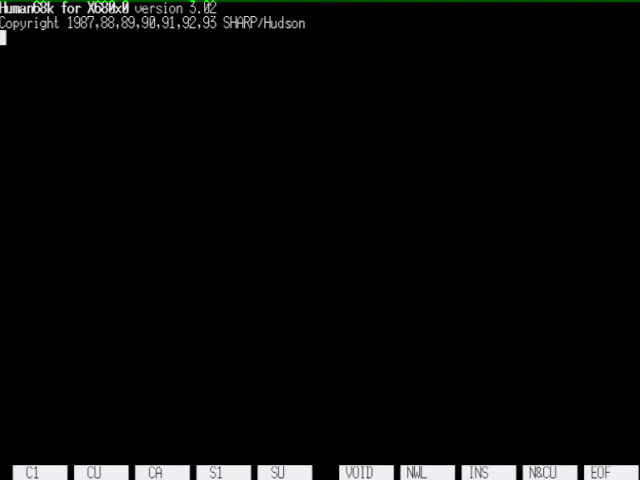 Human68k for X680x0 version 3.02
Copyright 1987,88,89,90,91,92,93 SHARP/Hudson
C1 CU CA S1 SU VOID NWL INS N&CU EOF